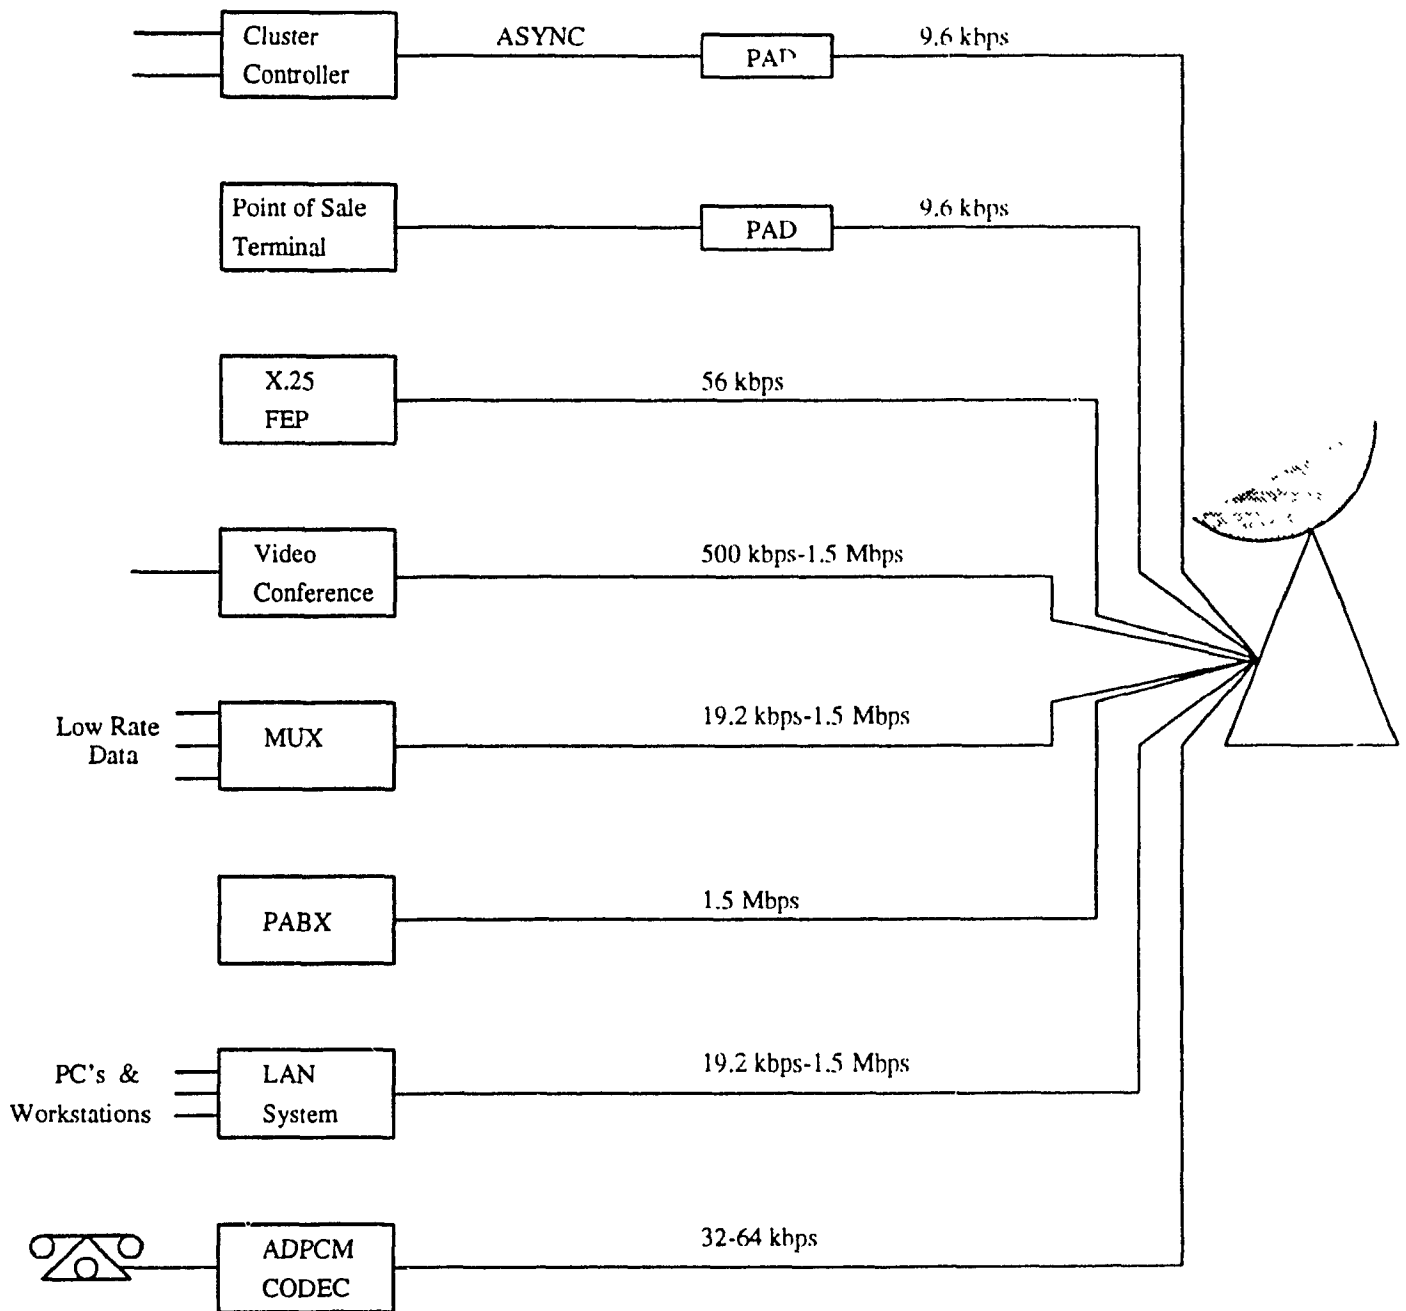 Cluster
Controller
ASYNC
PAD
9.6 kbps
Point of Sale
Terminal
PAD
9.6 kbps
X.25
FEP
56 kbps
Video
Conference
500 kbps-1.5 Mbps
Low Rate
Data
MUX
19.2 kbps-1.5 Mbps
PABX
1.5 Mbps
PC's &
Workstations
LAN
System
19.2 kbps-1.5 Mbps
ADPCM
CODEC
32-64 kbps